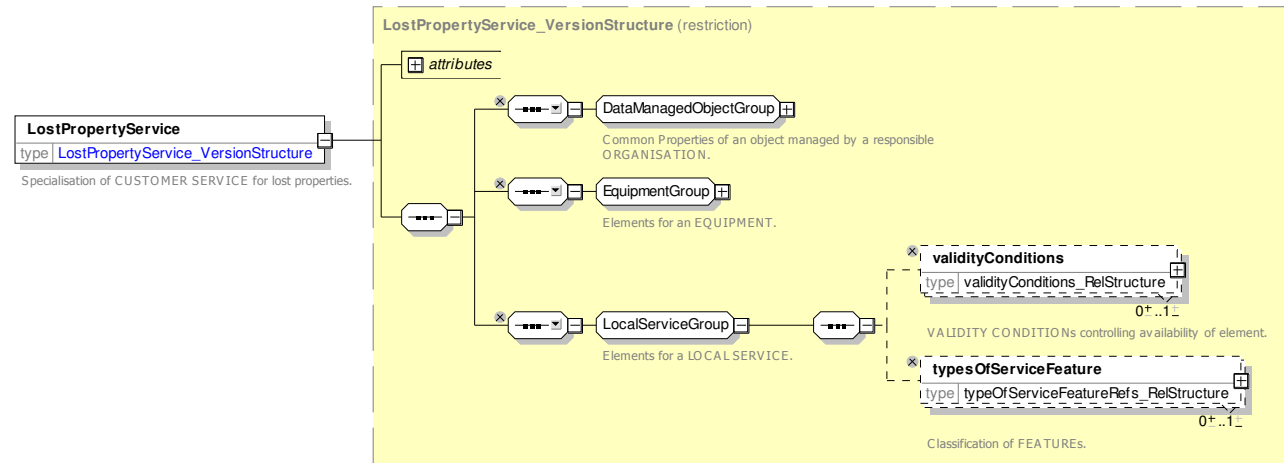 LostPropertyService_VersionStructure (restriction)
attributes
DataManagedObjectGroup
Common Properties of an object managed by a responsible
ORGANISATION.
LostPropertyService
type LostPropertyService_VersionStructure
Specialisation of CUSTOMER SERVICE for lost properties.
EquipmentGroup
Elements for an EQUIPMENT.
validityConditions
type validityConditions_RelStructure
0±..1±
VALIDITY CONDITIONs controlling availability of element.
LocalServiceGroup
Elements for a LOCAL SERVICE.
typesOfServiceFeature
type typeOfServiceFeatureRefs_RelStructure
0±..1±
Classification of FEATUREs.